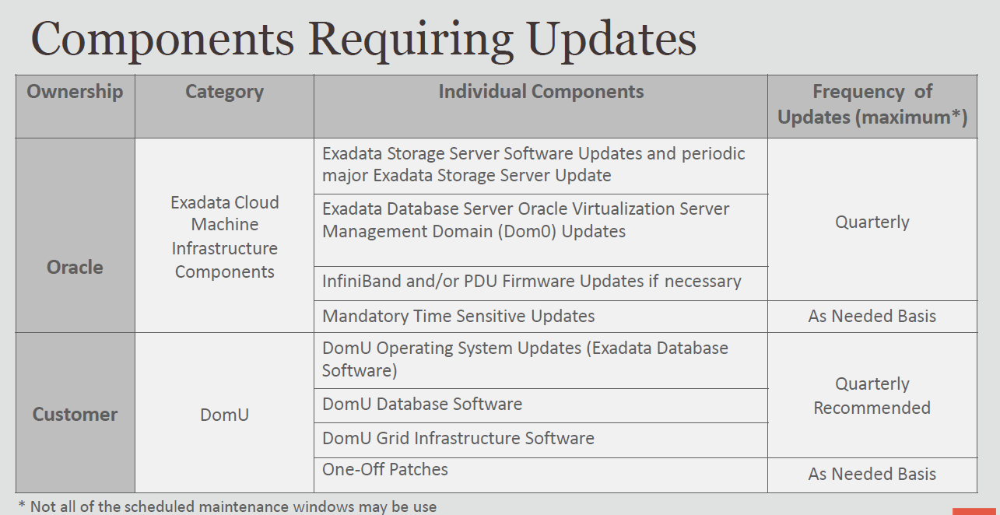 Components Requiring Updates
Ownership
Category
Individual Components
Frequency of
Updates (maximum*)
Oracle
Exadata Cloud
Machine
Infrastructure
Components
Exadata Storage Server Software Updates and periodic
major Exadata Storage Server Update
Exadata Database Server Oracle Virtualization Server
Management Domain (Dom0) Updates
InfiniBand and/or PDU Firmware Updates if necessary
Quarterly
Mandatory Time Sensitive Updates
As Needed Basis
Customer
DomU
DomU Operating System Updates (Exadata Database
Software)
DomU Database Software
DomU Grid Infrastructure Software
Quarterly
Recommended
One-Off Patches
As Needed Basis
* Not all of the scheduled maintenance windows may be use